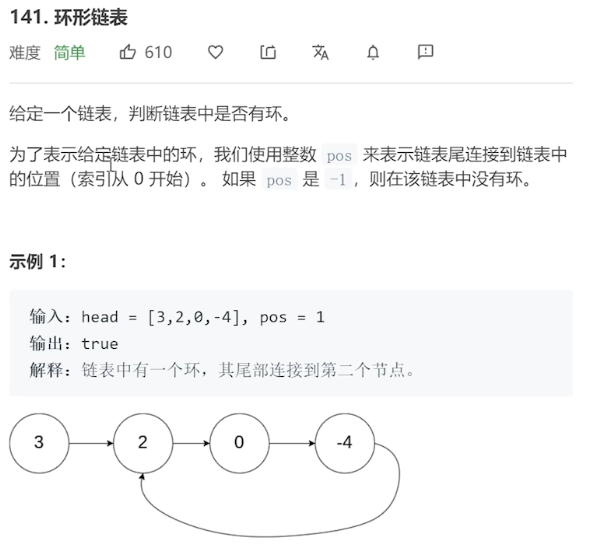 141. 环形链表
难度 简单 610
给定一个链表，判断链表中是否有环。
为了表示给定链表中的环，我们使用整数 pos 来表示链表尾连接到链表中
的位置（索引从 0 开始）。 如果 pos 是 -1，则在该链表中没有环。
示例 1：
输入：head = [3,2,0,-4], pos = 1
输出：true
解释：链表中有一个环，其尾部连接到第二个节点。
3 2 0 -4